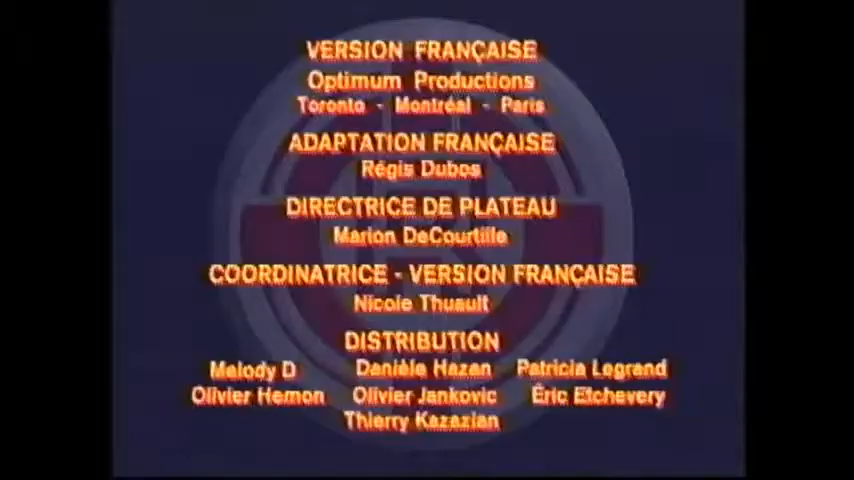 VERSION FRANÇAISE
Optimum Productions
Toronto - Montréal - Paris
ADAPTATION FRANÇAISE
Régis Dubos
DIRECTRICE DE PLATEAU
Marion DeCourtille
COORDINATRICE - VERSION FRANÇAISE
Nicole Thuault
DISTRIBUTION
Melody D Danièle Hazan Patricia Legrand
Olivier Hemon Olivier Jankovic Éric Etchevery
Thierry Kazazian